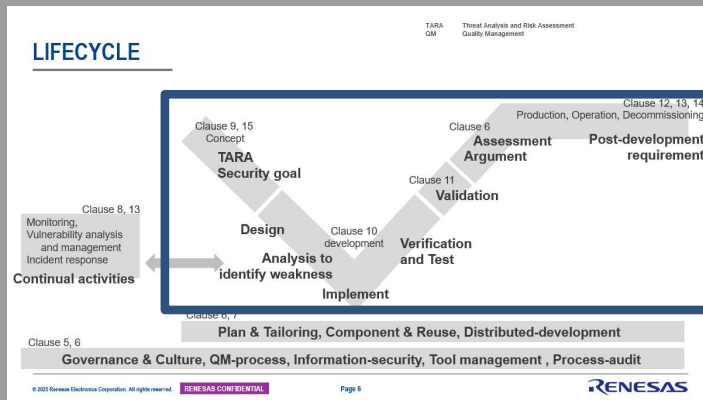 TARA Threat Analysis and Risk Assessment
QM Quality Management
LIFECYCLE
Clause 12, 13, 14
Production, Operation, Decommissioning
Post-development
requirement
Clause 9, 15
Concept
TARA
Security goal
Clause 6
Assessment
Argument
Clause 11
Validation
Clause 8, 13
Monitoring,
Vulnerability analysis
and management
Incident response
Continual activities
Design
Analysis to
identify weakness
Clause 10
development
Verification
and Test
Implement
Clause 6, 7
Plan & Tailoring, Component & Reuse, Distributed-development
Clause 5, 6
Governance & Culture, QM-process, Information-security, Tool management , Process-audit
© 2025 Renesas Electronics Corporation. All rights reserved. RENESAS CONFIDENTIAL Page 6 RENESAS